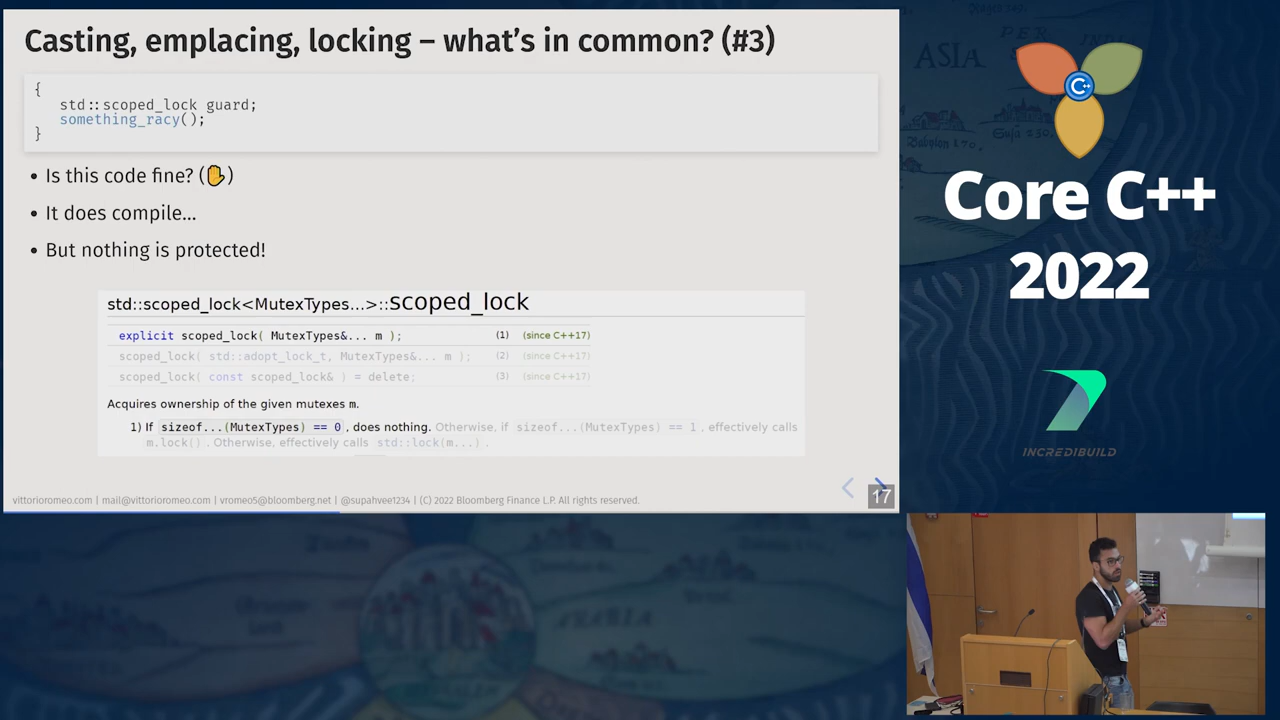 Casting, emplacing, locking – what's in common? (#3)
{
std::scoped_lock guard;
something_racy();
}
• Is this code fine? (✋)
• It does compile...
• But nothing is protected!
std::scoped_lock<MutexTypes...>::scoped_lock
explicit scoped_lock( MutexTypes&... m ); (1) (since C++17)
scoped_lock( std::adopt_lock_t, MutexTypes&... m ); (2) (since C++17)
scoped_lock( const scoped_lock& ) = delete; (3) (since C++17)
Acquires ownership of the given mutexes m.
1) If sizeof...(MutexTypes) == 0, does nothing. Otherwise, if sizeof...(MutexTypes) == 1, effectively calls
m.lock(). Otherwise, effectively calls std::lock(m...).
vittorioromeo.com | mail@vittorioromeo.com | vromeo5@bloomberg.net | @supahvee1234 | (C) 2022 Bloomberg Finance L.P. All rights reserved.
17
ASIA
Babylon
C++
Core C++
2022
INCREDIBUILD